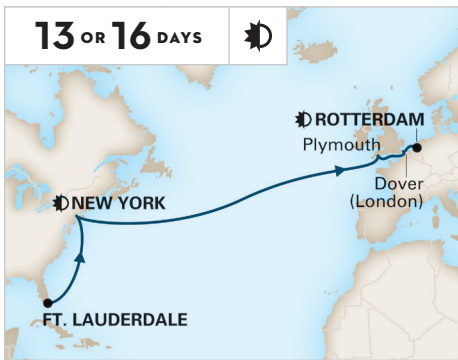 13 OR 16 DAYS
ROTTERDAM
Plymouth
Dover
(London)
NEW YORK
FT. LAUDERDALE